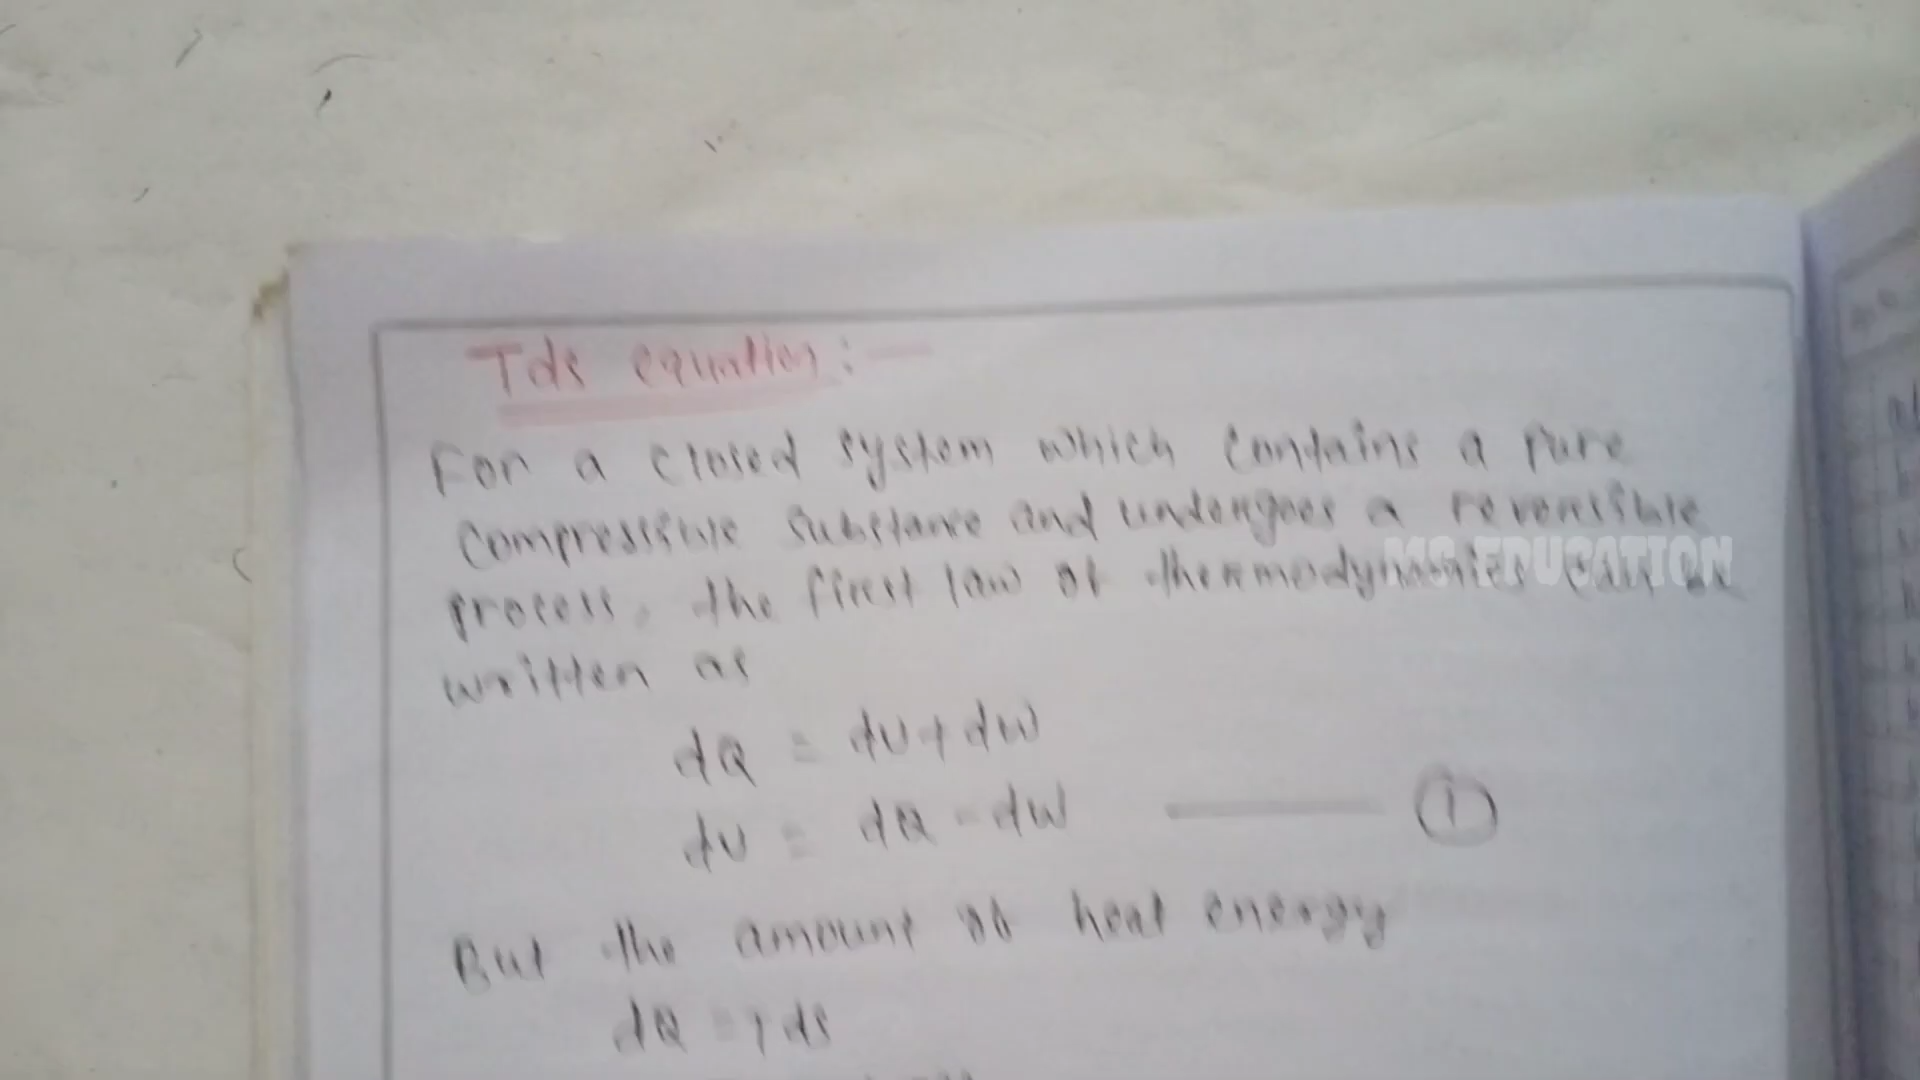 Tds equation:—
For a closed system which contains a pure
compressible substance and undergoes a reversible
process, the first law of thermodynamics can be
written as
dQ = dU + dW
dU = dQ - dW —— ①
But the amount of heat energy
dQ = Tds
MS EDUCATION